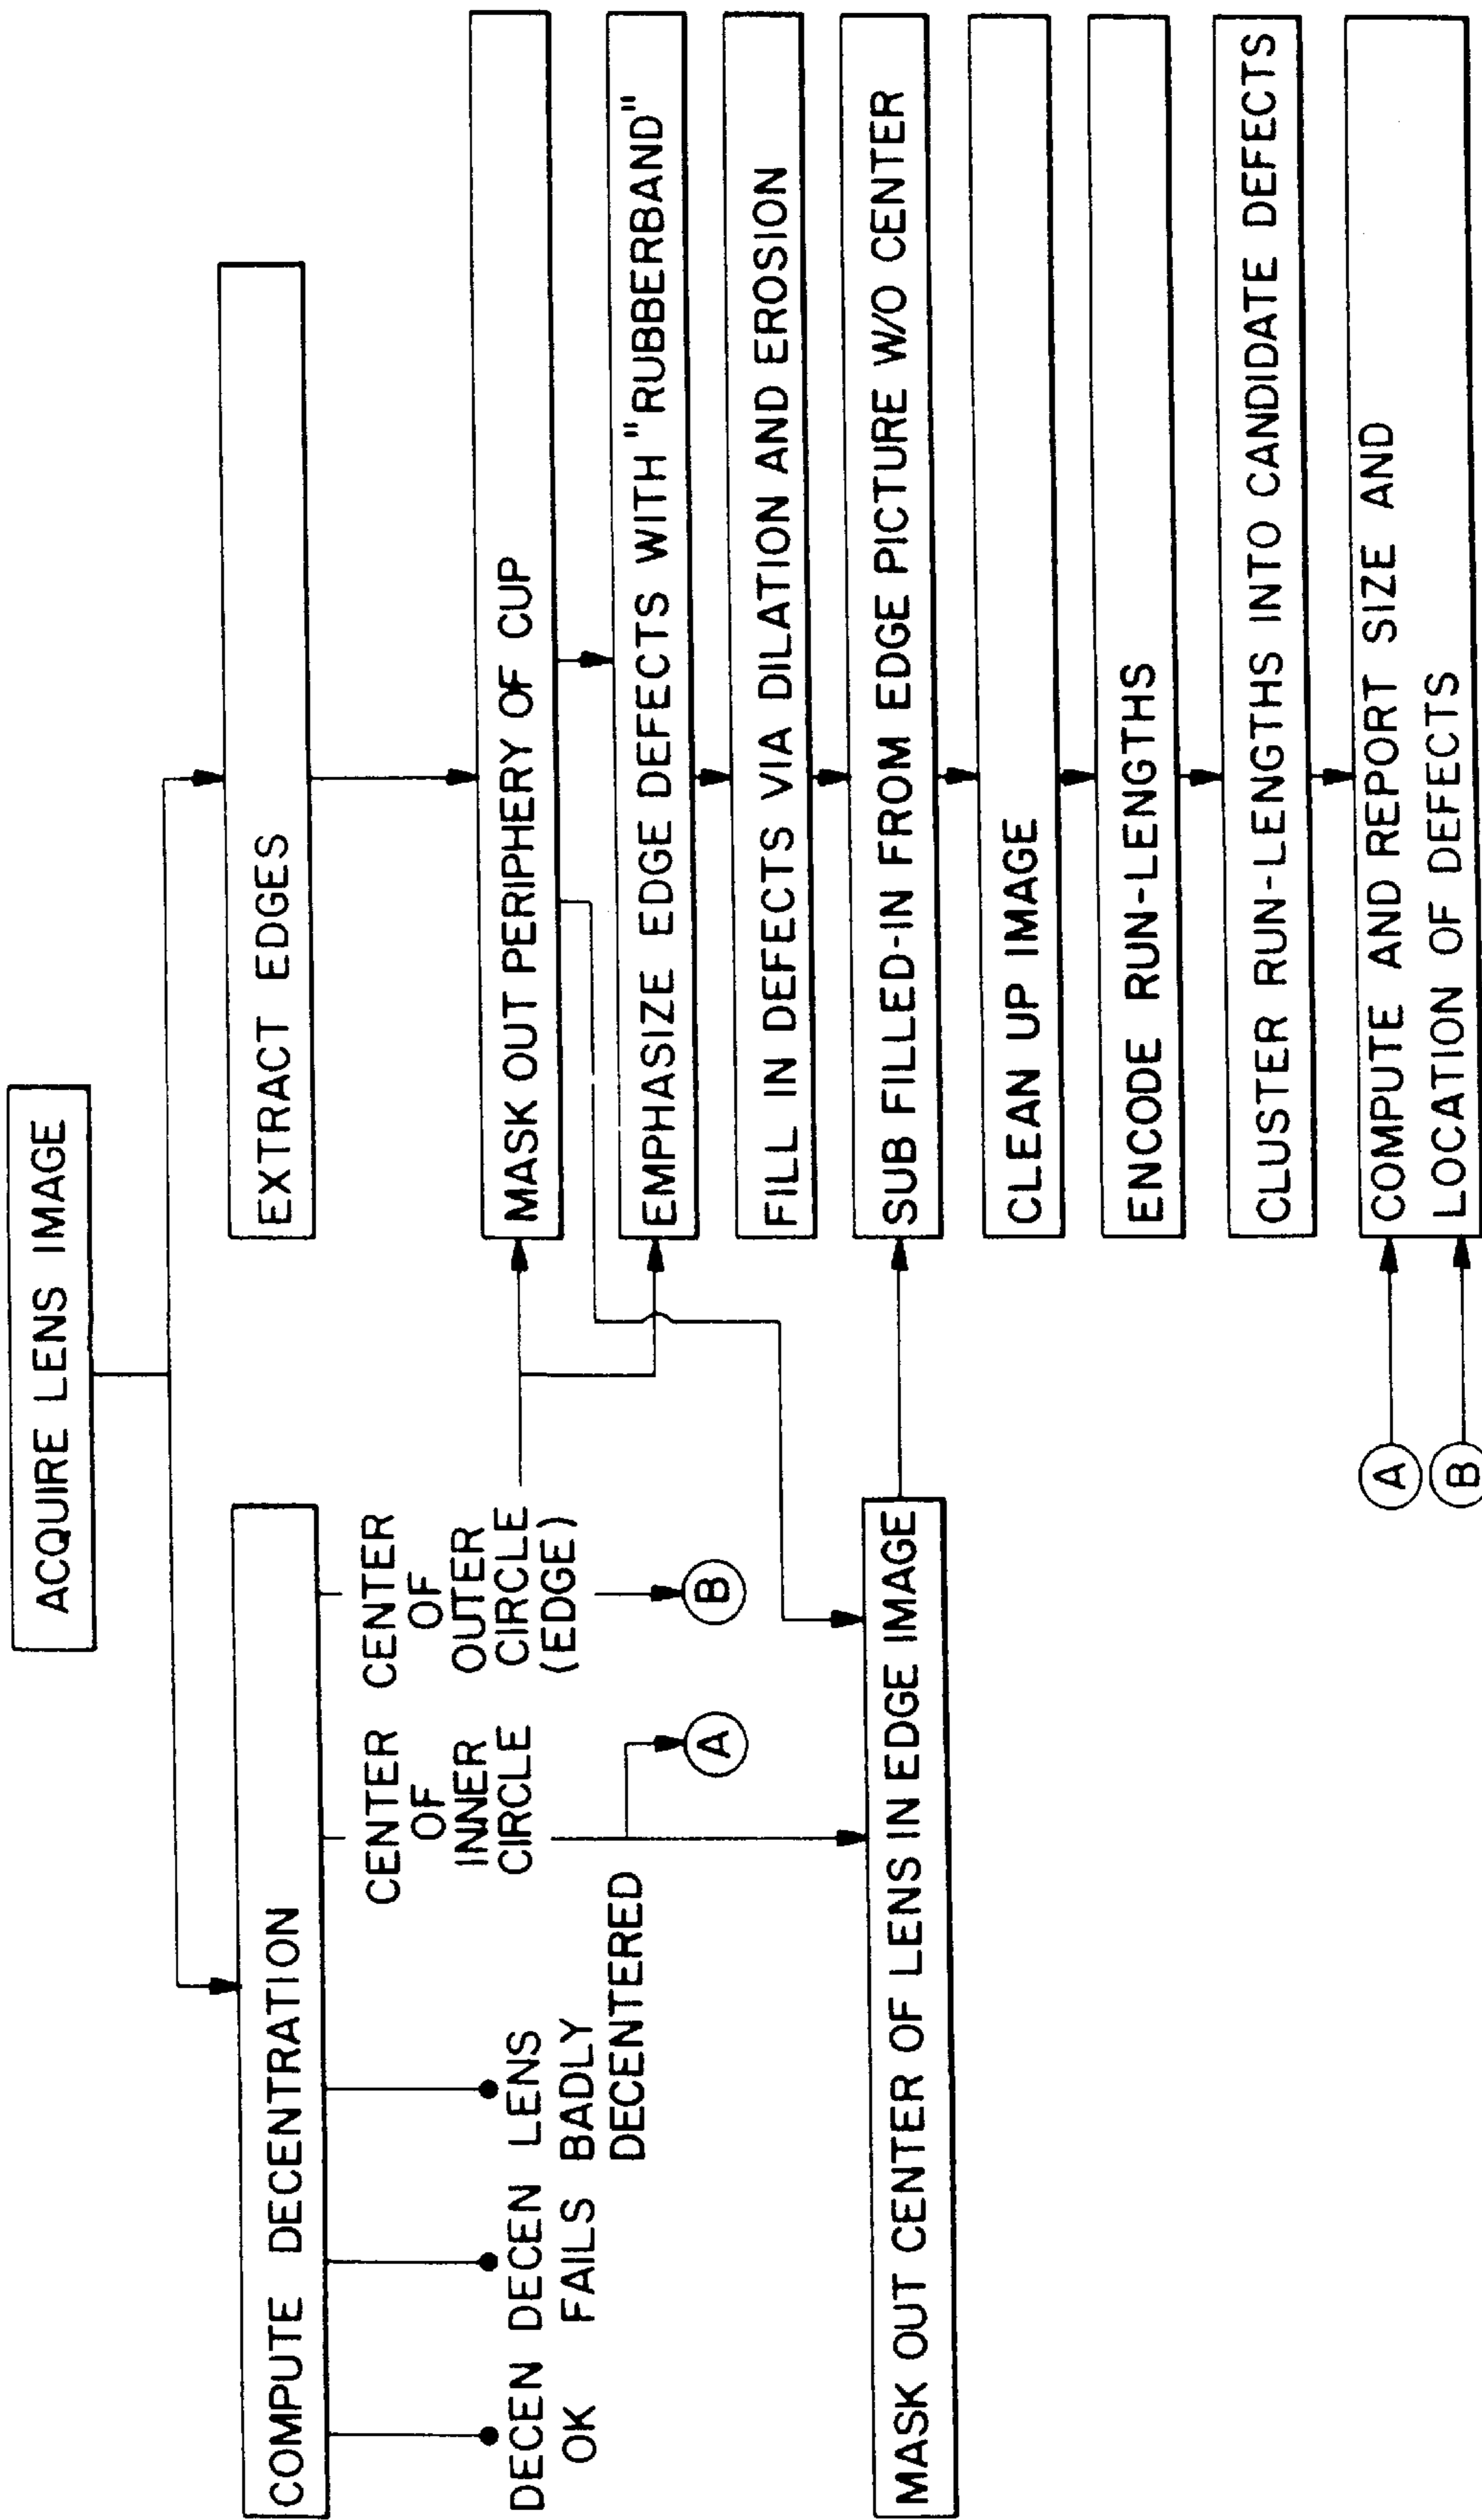 ACQUIRE LENS IMAGE
COMPUTE DECENTRATION
EXTRACT EDGES
DECEN
OK
DECEN
FAILS
LENS
BADLY
DECENTERED
CENTER
OF
INNER
CIRCLE
CENTER
OF
OUTER
CIRCLE
(EDGE)
A
B
MASK OUT PERIPHERY OF CUP
EMPHASIZE EDGE DEFECTS WITH "RUBBERBAND"
FILL IN DEFECTS VIA DILATION AND EROSION
MASK OUT CENTER OF LENS IN EDGE IMAGE
SUB FILLED-IN FROM EDGE PICTURE W/O CENTER
CLEAN UP IMAGE
ENCODE RUN-LENGTHS
CLUSTER RUN-LENGTHS INTO CANDIDATE DEFECTS
A
B
COMPUTE AND REPORT SIZE AND
LOCATION OF DEFECTS